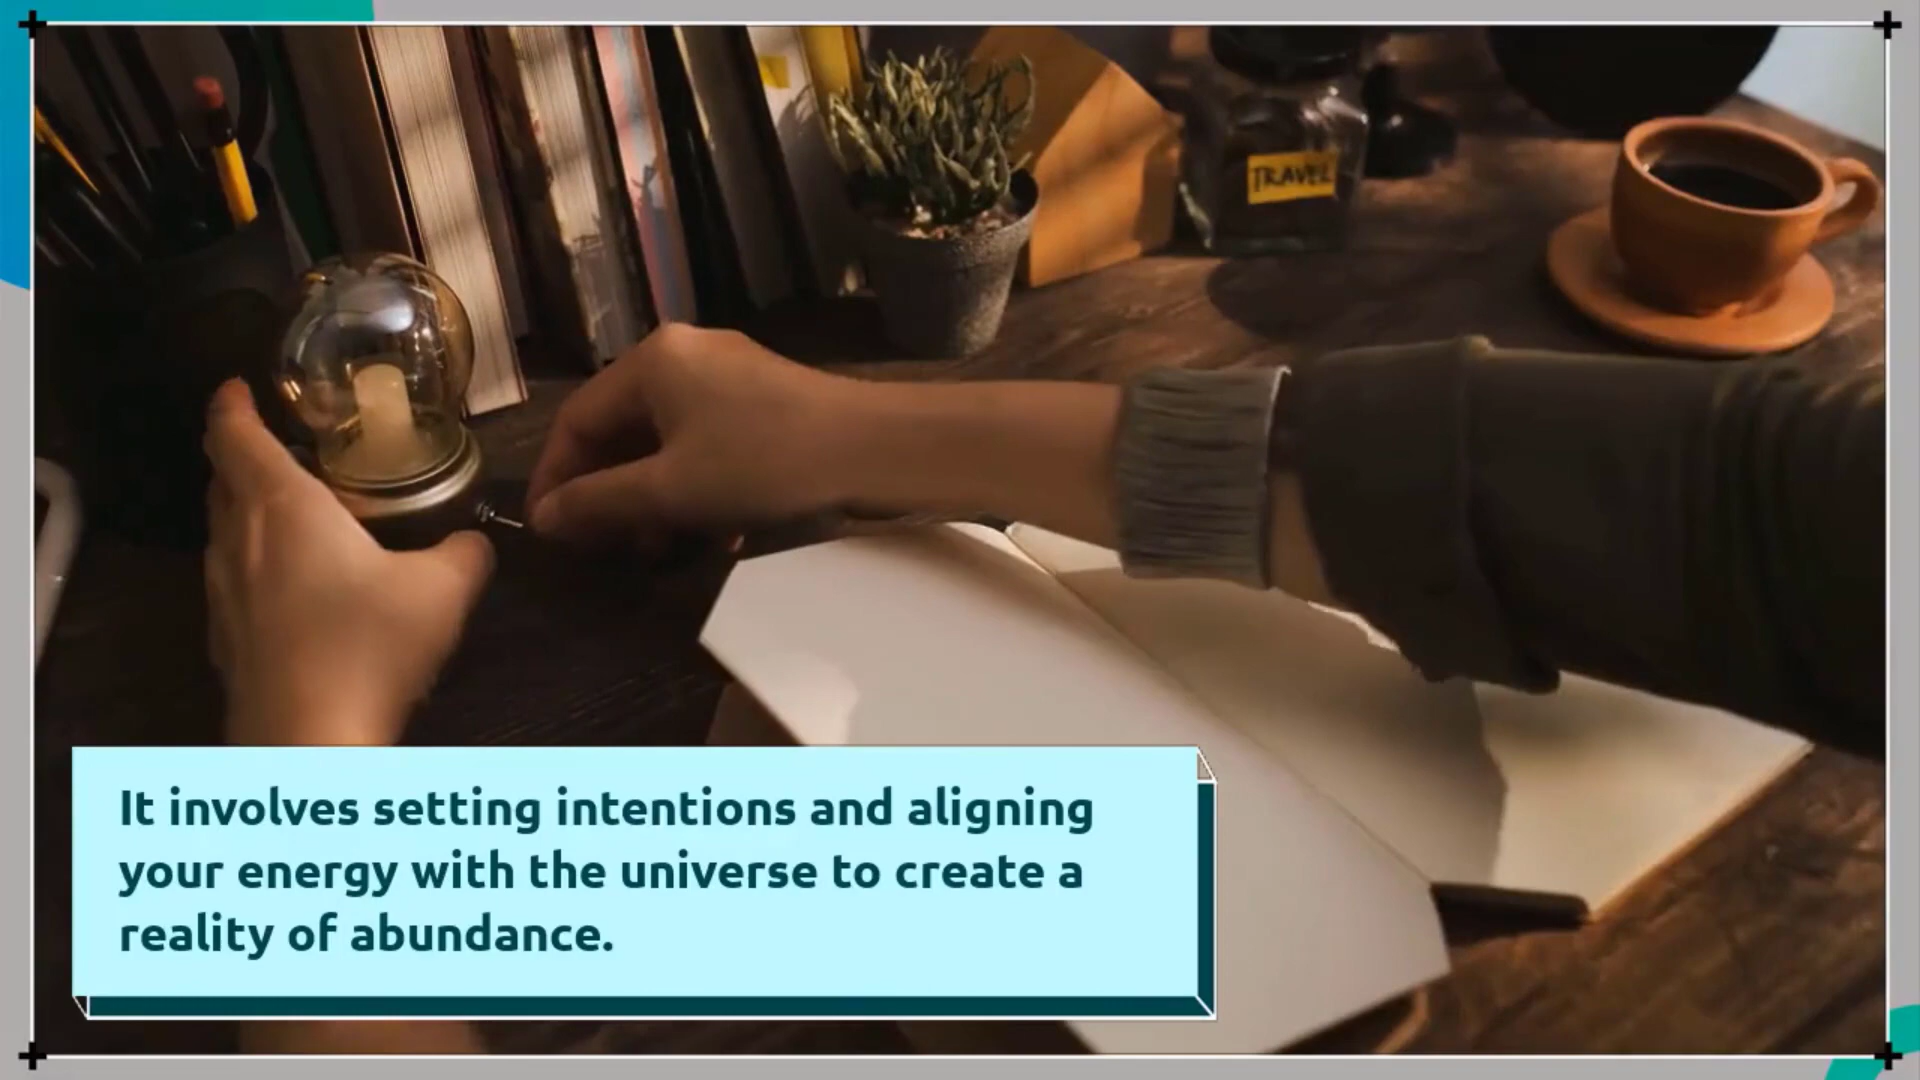 TRAVEL
It involves setting intentions and aligning
your energy with the universe to create a
reality of abundance.